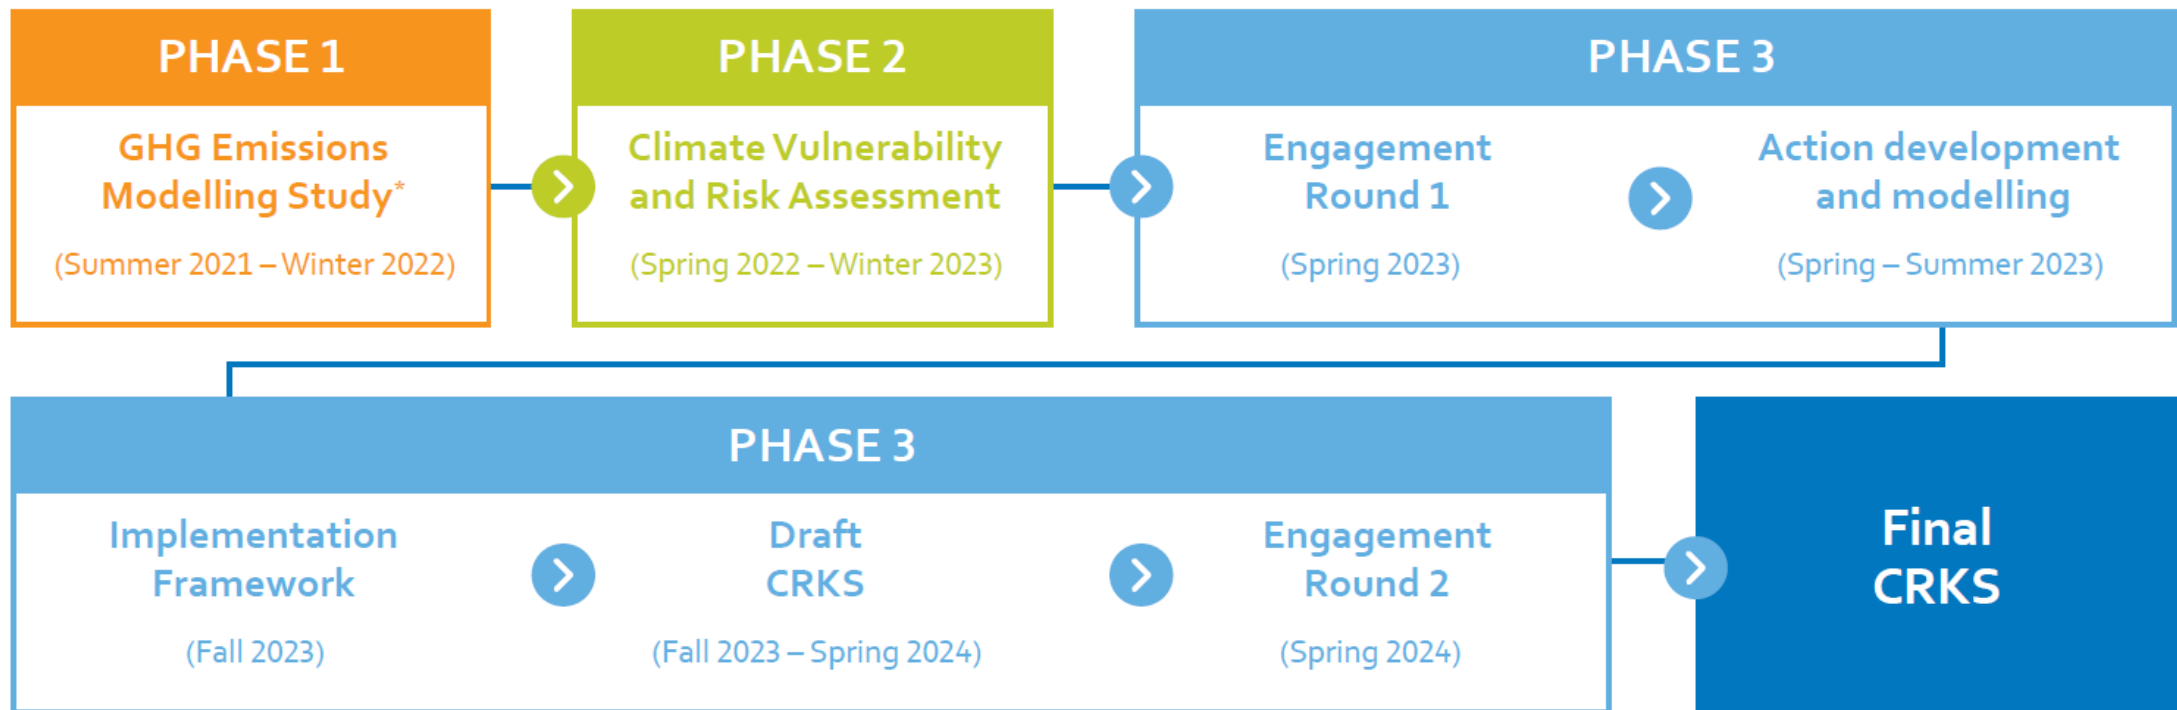 PHASE 1
GHG Emissions
Modelling Study*
(Summer 2021 – Winter 2022)
PHASE 2
Climate Vulnerability
and Risk Assessment
(Spring 2022 – Winter 2023)
PHASE 3
Engagement
Round 1
(Spring 2023)
Action development
and modelling
(Spring – Summer 2023)
PHASE 3
Implementation
Framework
(Fall 2023)
Draft
CRKS
(Fall 2023 – Spring 2024)
Engagement
Round 2
(Spring 2024)
Final
CRKS